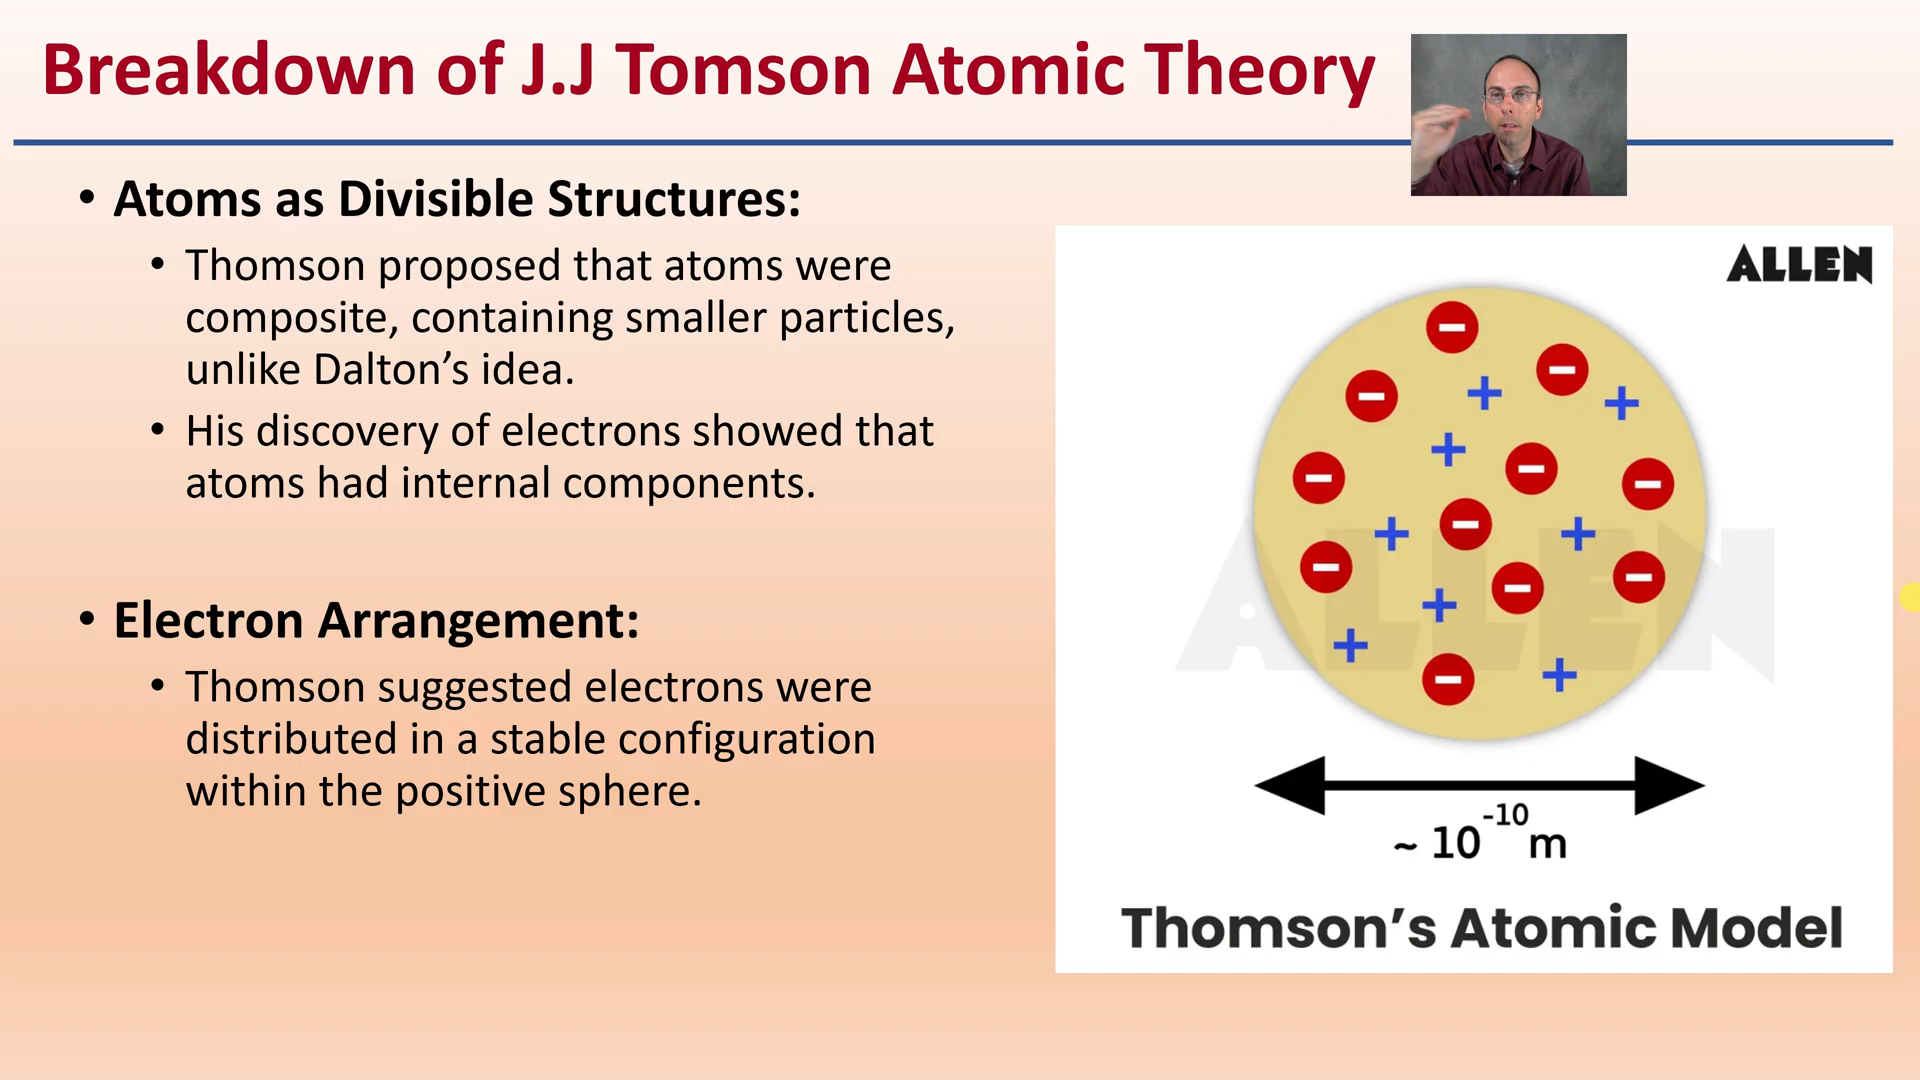 Breakdown of J.J Tomson Atomic Theory
• Atoms as Divisible Structures:
• Thomson proposed that atoms were
composite, containing smaller particles,
unlike Dalton’s idea.
• His discovery of electrons showed that
atoms had internal components.
• Electron Arrangement:
• Thomson suggested electrons were
distributed in a stable configuration
within the positive sphere.
ALLEN
ALLEN
~ 10⁻¹⁰ m
Thomson’s Atomic Model